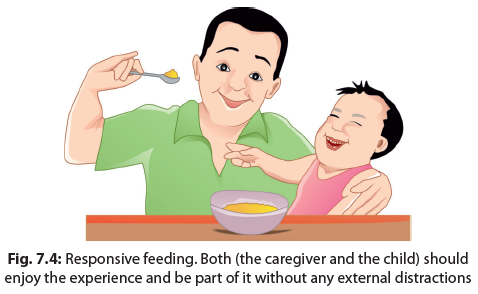 Fig. 7.4: Responsive feeding. Both (the caregiver and the child) should
enjoy the experience and be part of it without any external distractions